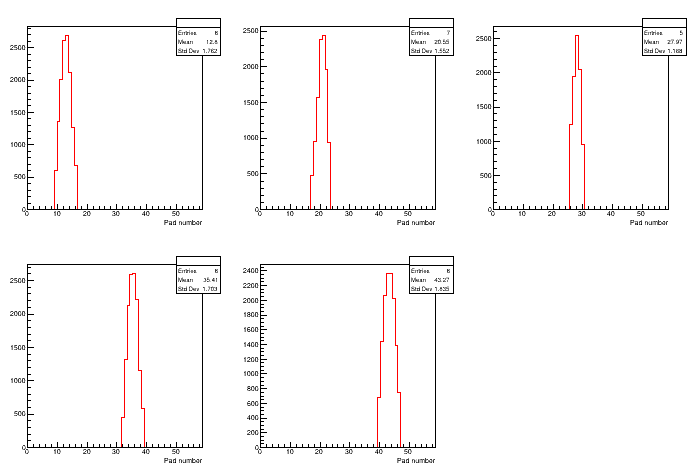 Entries 6
Mean 12.8
Std Dev 1.762
2500
2000
1500
1000
500
0
0 10 20 30 40 50
Pad number
Entries 7
Mean 20.55
Std Dev 1.552
2500
2000
1500
1000
500
0
0 10 20 30 40 50
Pad number
Entries 5
Mean 27.97
Std Dev 1.168
2500
2000
1500
1000
500
0
0 10 20 30 40 50
Pad number
Entries 6
Mean 35.41
Std Dev 1.703
2500
2000
1500
1000
500
0
0 10 20 30 40 50
Pad number
Entries 6
Mean 43.27
Std Dev 1.835
2400
2200
2000
1800
1600
1400
1200
1000
800
600
400
200
0
0 10 20 30 40 50
Pad number